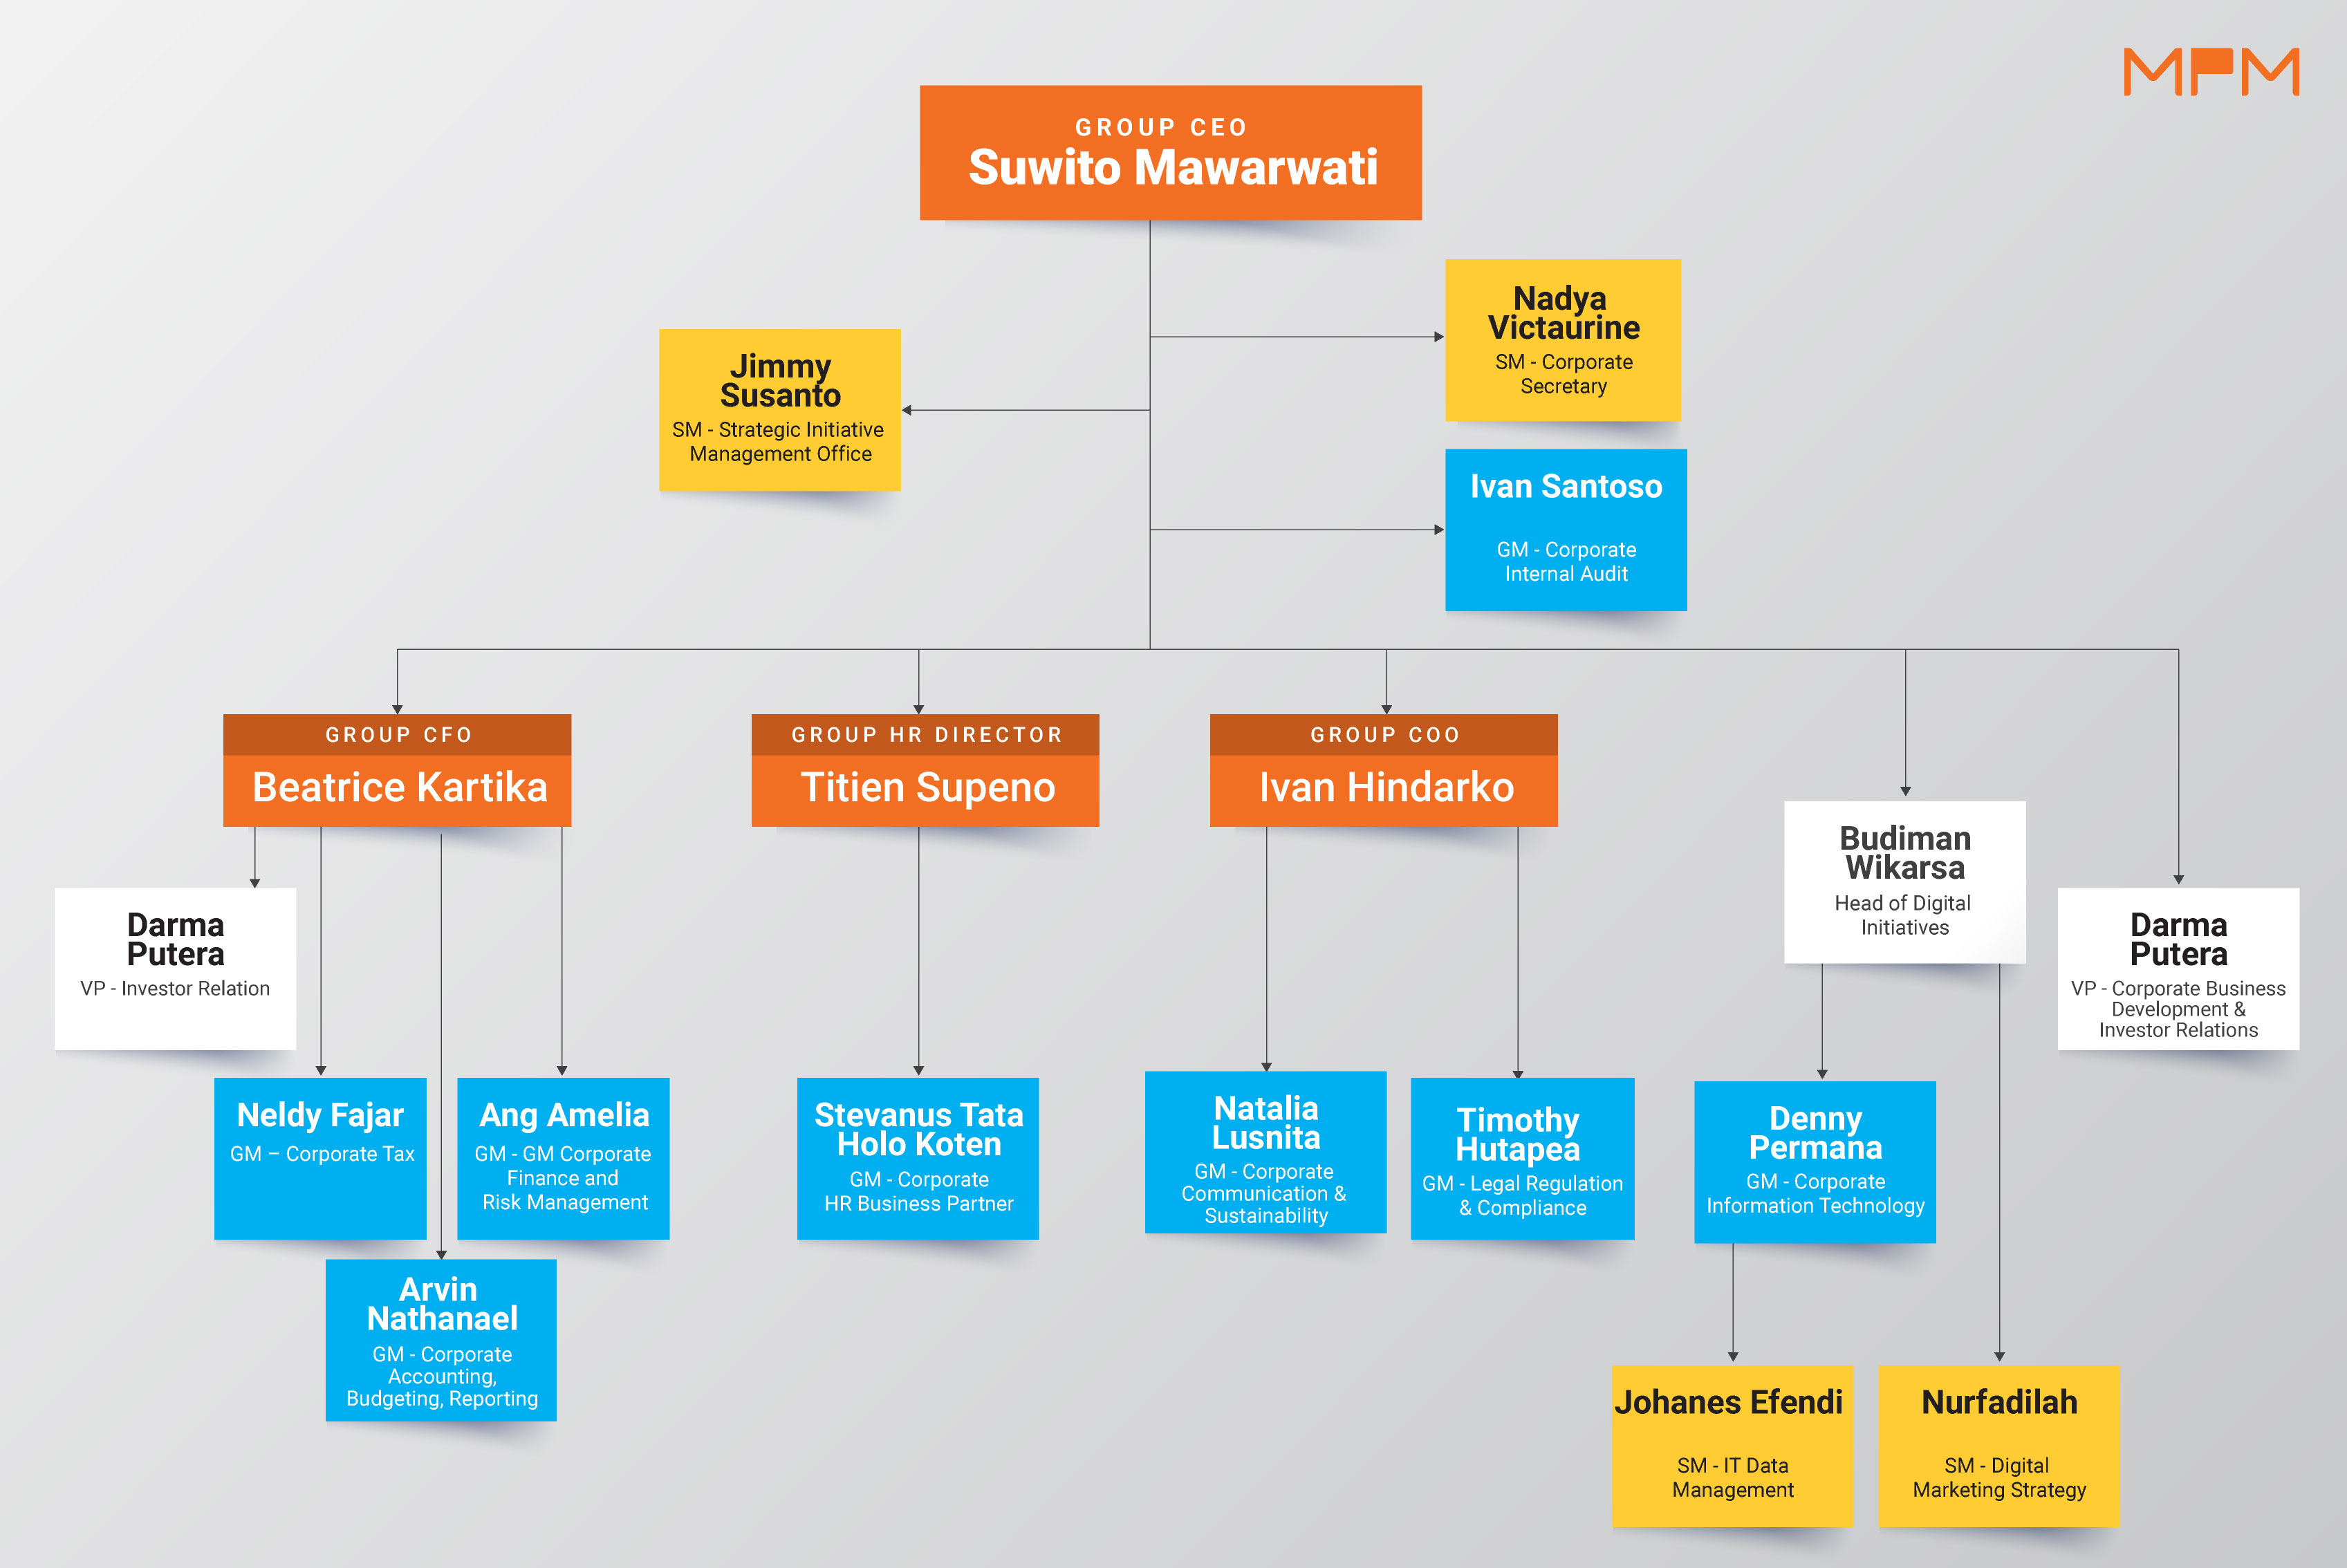 MPM
GROUP CEO
Suwito Mawarwati
Nadya
Victaurine
SM - Corporate
Secretary
Jimmy
Susanto
SM - Strategic Initiative
Management Office
Ivan Santoso
GM - Corporate
Internal Audit
GROUP CFO
Beatrice Kartika
GROUP HR DIRECTOR
Titien Supeno
GROUP COO
Ivan Hindarko
Budiman
Wikarsa
Head of Digital
Initiatives
Darma
Putera
VP - Investor Relation
Darma
Putera
VP - Corporate Business
Development &
Investor Relations
Neldy Fajar
GM – Corporate Tax
Ang Amelia
GM - GM Corporate
Finance and
Risk Management
Stevanus Tata
Holo Koten
GM - Corporate
HR Business Partner
Natalia
Lusnita
GM - Corporate
Communication &
Sustainability
Timothy
Hutapea
GM - Legal Regulation
& Compliance
Denny
Permana
GM - Corporate
Information Technology
Arvin
Nathanael
GM - Corporate
Accounting,
Budgeting, Reporting
Johanes Efendi
SM - IT Data
Management
Nurfadilah
SM - Digital
Marketing Strategy